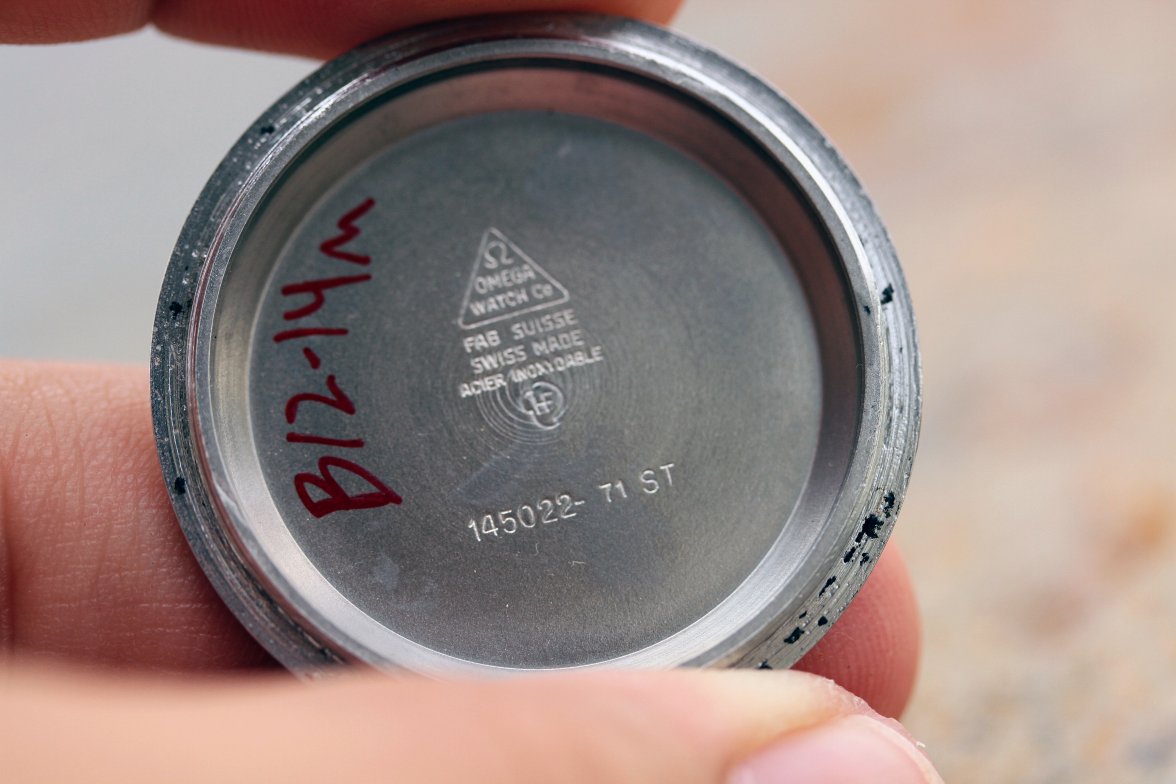 Ω
OMEGA
WATCH Co
FAB SUISSE
SWISS MADE
ACIER INOXYDABLE
HF
145022- 71 ST
B12-14m